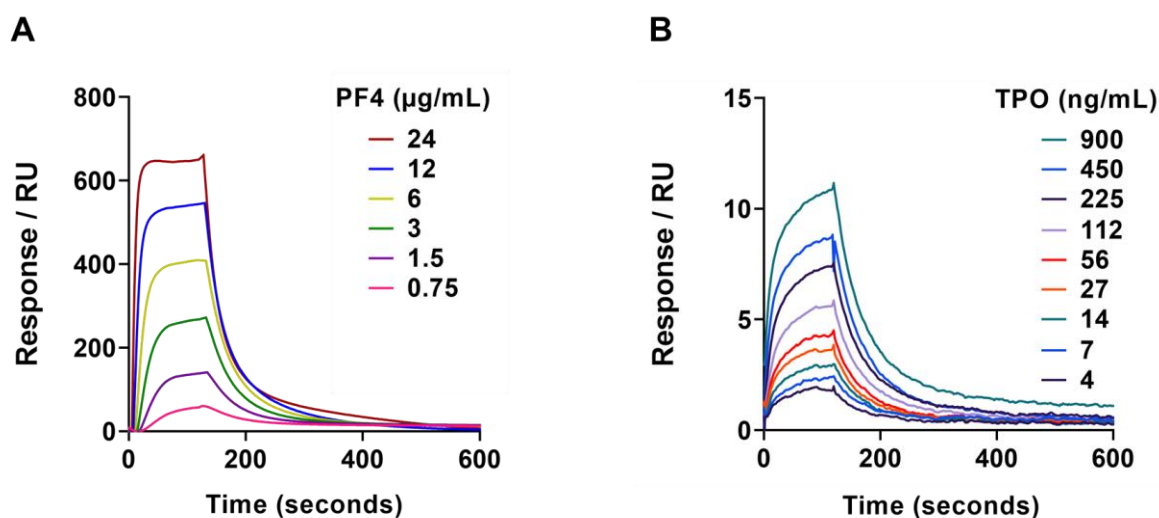 A
PF4 (µg/mL)
24
12
6
3
1.5
0.75
800
600
400
200
0
Response / RU
0 200 400 600
Time (seconds)
B
TPO (ng/mL)
900
450
225
112
56
27
14
7
4
15
10
5
0
Response / RU
0 200 400 600
Time (seconds)